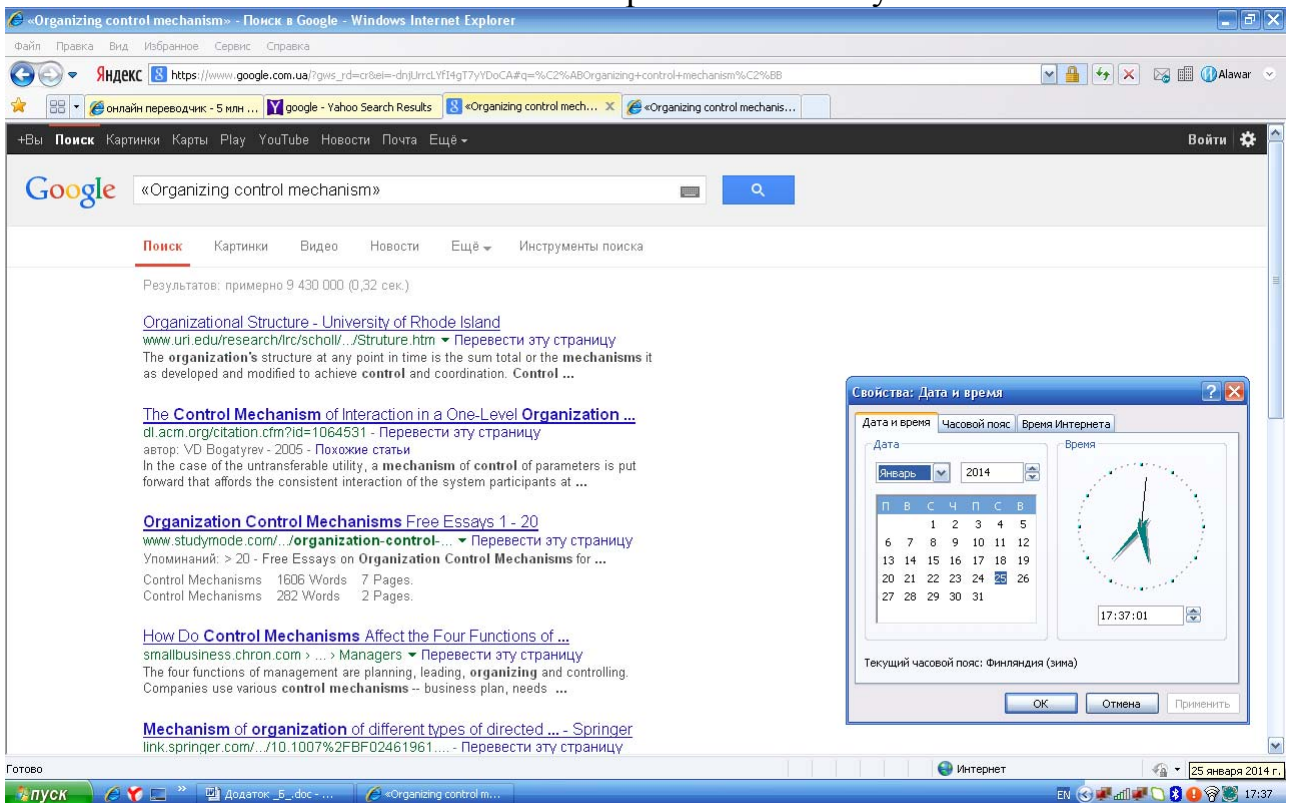 «Organizing control mechanism» - Поиск в Google - Windows Internet Explorer
Файл Правка Вид Избранное Сервис Справка
Яндекс https://www.google.com.ua/?gws_rd=cr&ei=-dnjUrrcLYfI4gT7yYDoCA#q=%C2%ABOrganizing+control+mechanism%C2%BB Alawar
онлайн переводчик - 5 млн ... google - Yahoo Search Results «Organizing control mech... «Organizing control mechanis...
+Вы Поиск Картинки Карты Play YouTube Новости Почта Ещё Войти
Google «Organizing control mechanism»
Поиск Картинки Видео Новости Ещё Инструменты поиска
Результатов: примерно 9 430 000 (0,32 сек.)
Organizational Structure - University of Rhode Island
www.uri.edu/research/lrc/scholl/.../Struture.htm Перевести эту страницу
The organization's structure at any point in time is the sum total or the mechanisms it
as developed and modified to achieve control and coordination. Control ...
The Control Mechanism of Interaction in a One-Level Organization ...
dl.acm.org/citation.cfm?id=1064531 - Перевести эту страницу
автор: VD Bogatyrev - 2005 - Похожие статьи
In the case of the untransferable utility, a mechanism of control of parameters is put
forward that affords the consistent interaction of the system participants at ...
Organization Control Mechanisms Free Essays 1 - 20
www.studymode.com/.../organization-control-... Перевести эту страницу
Упоминаний: > 20 - Free Essays on Organization Control Mechanisms for ...
Control Mechanisms 1606 Words 7 Pages.
Control Mechanisms 282 Words 2 Pages.
How Do Control Mechanisms Affect the Four Functions of ...
smallbusiness.chron.com › ... › Managers Перевести эту страницу
The four functions of management are planning, leading, organizing and controlling.
Companies use various control mechanisms -- business plan, needs ...
Mechanism of organization of different types of directed ... - Springer
link.springer.com/.../10.1007%2FBF02461961.... - Перевести эту страницу
Свойства: Дата и время
Дата и время Часовой пояс Время Интернета
Дата Время
Январь 2014
П В С Ч П С В
1 2 3 4 5
6 7 8 9 10 11 12
13 14 15 16 17 18 19
20 21 22 23 24 25 26
27 28 29 30 31
17:37:01
Текущий часовой пояс: Финляндия (зима)
ОК Отмена Применить
Готово Интернет 25 января 2014 г.
пуск Додаток _Б_.doc - ... «Organizing control m... EN 17:37